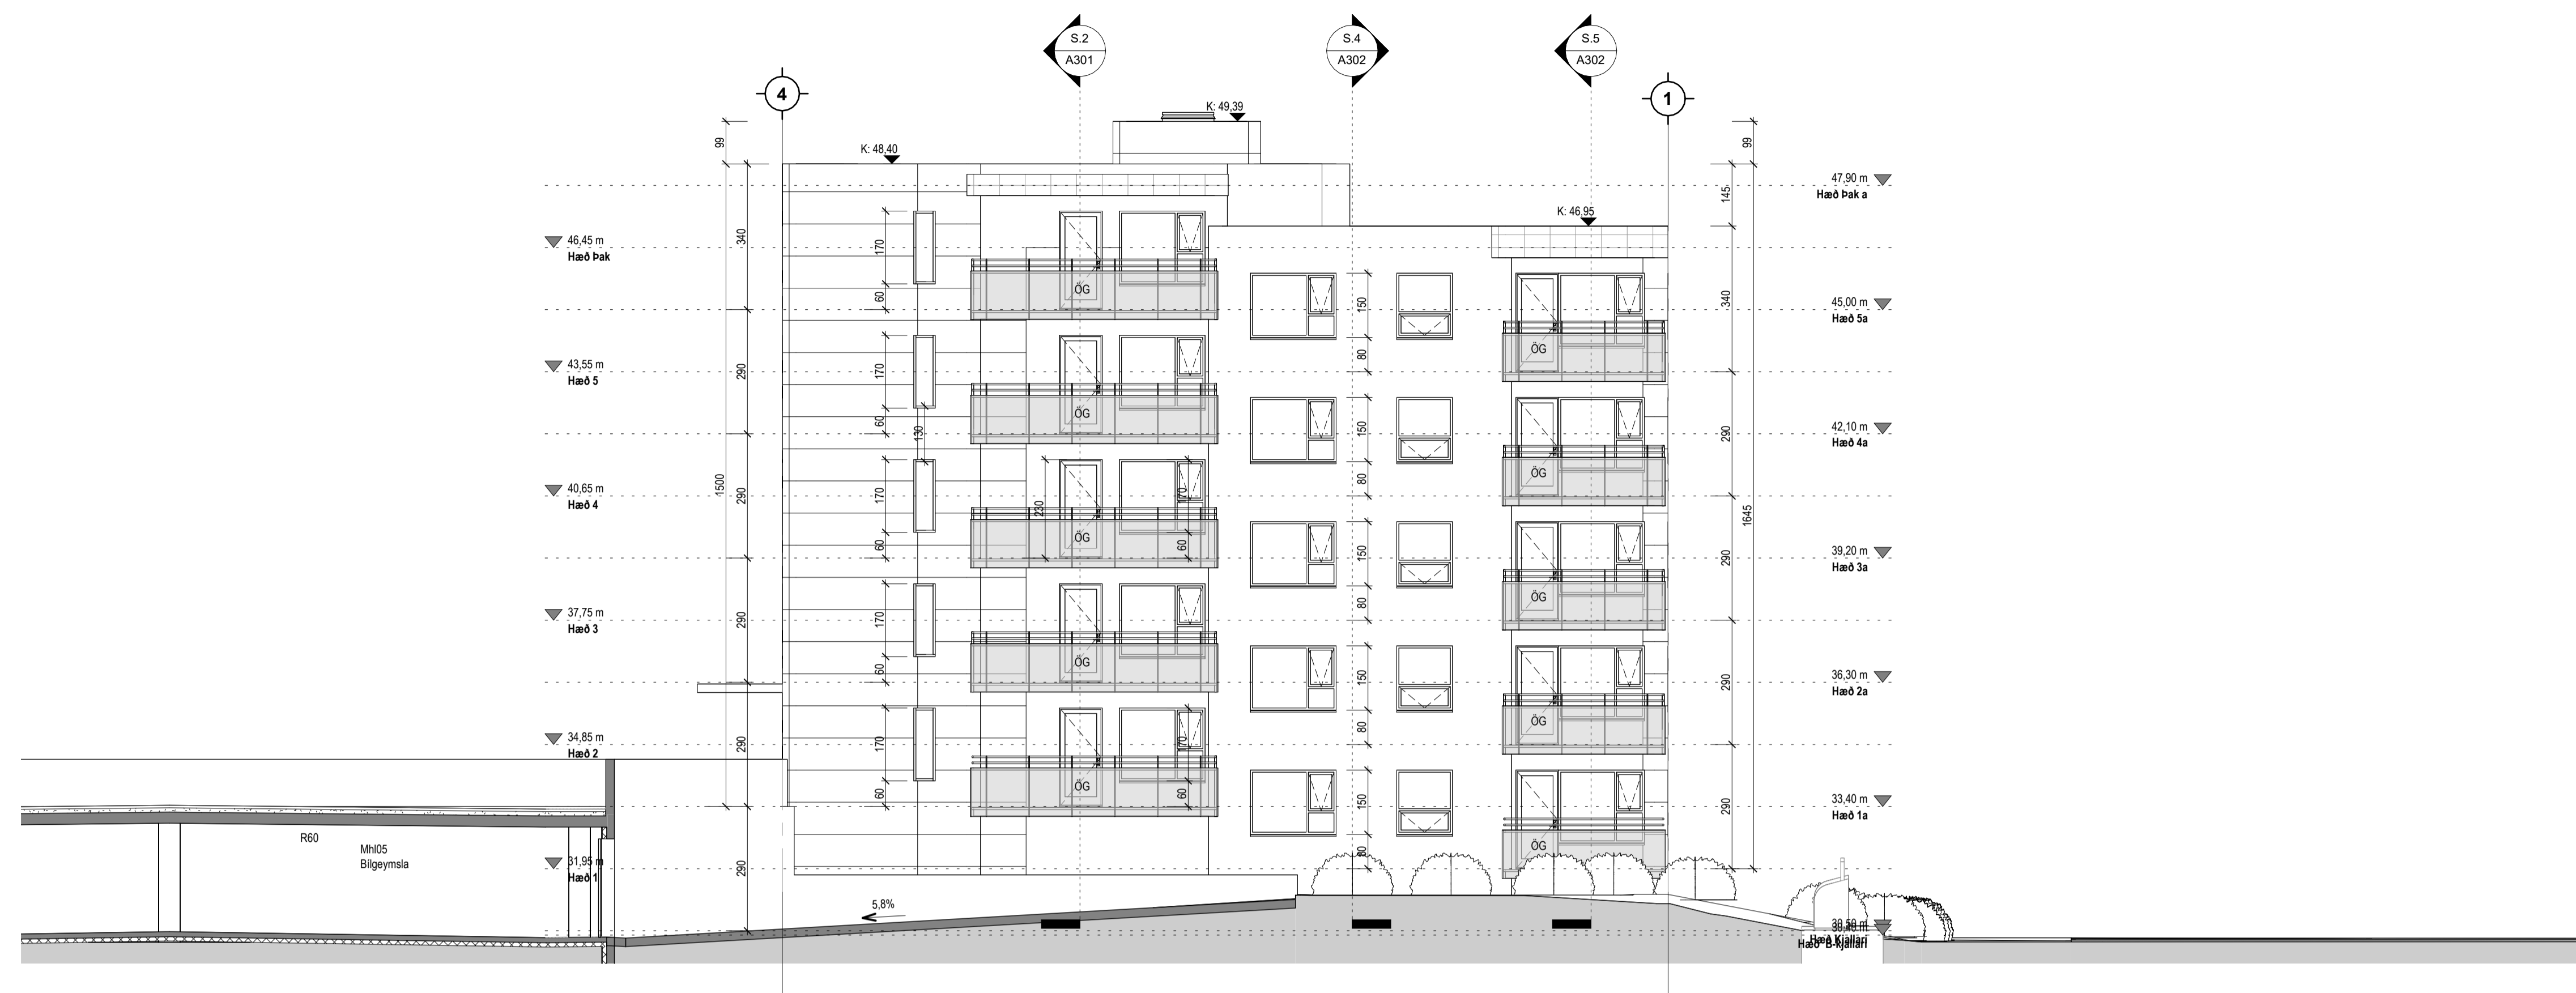 S.2
A301
S.4
A302
S.5
A302
4
1
K: 49,39
K: 48,40
K: 46,95
99
99
47,90 m
Hæð Þak a
46,45 m
Hæð Þak
45,00 m
Hæð 5a
43,55 m
Hæð 5
42,10 m
Hæð 4a
40,65 m
Hæð 4
39,20 m
Hæð 3a
37,75 m
Hæð 3
36,30 m
Hæð 2a
34,85 m
Hæð 2
33,40 m
Hæð 1a
31,95 m
Hæð 1
1500
340
290
290
290
290
290
170
60
170
60
170
60
170
60
170
60
130
230
170
60
170
60
ÖG
ÖG
ÖG
ÖG
ÖG
150
80
150
80
150
80
150
80
150
80
ÖG
ÖG
ÖG
ÖG
ÖG
145
340
290
290
290
290
1645
R60
Mhl05
Bílgeymsla
5,8%
Hæð Kjallari
Hæð B-kjallari